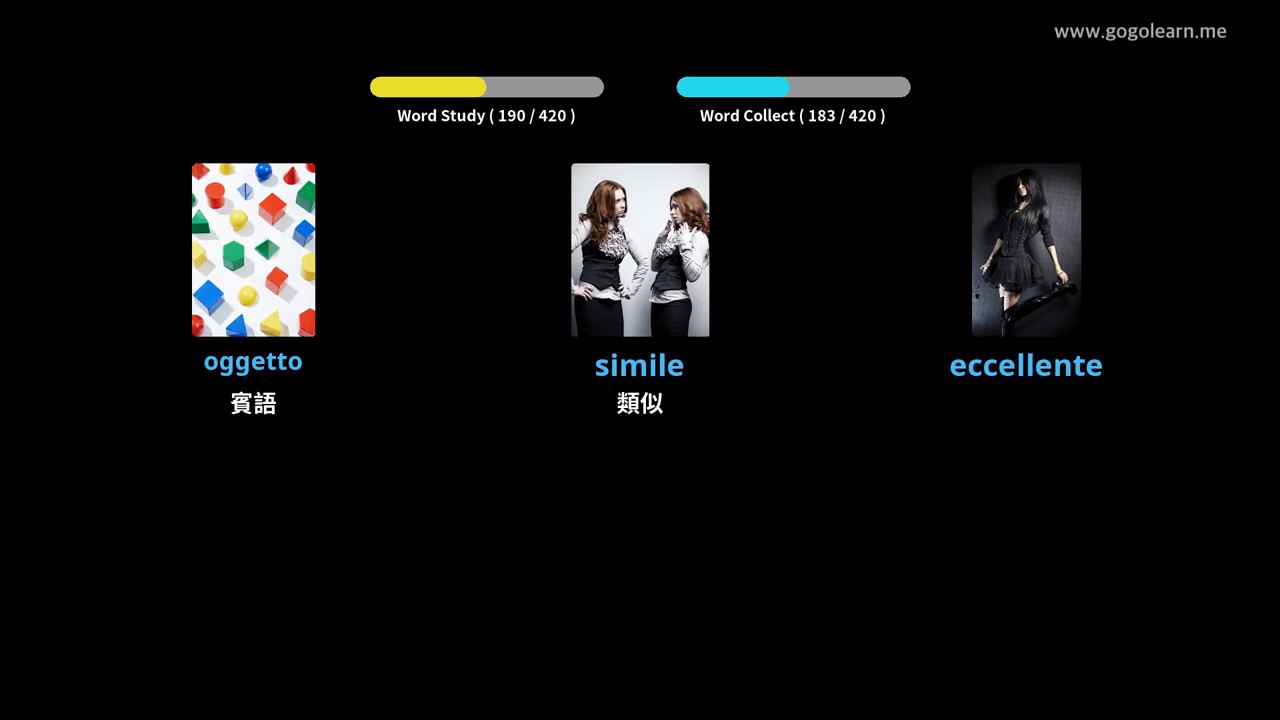 www.gogolearn.me
Word Study ( 190 / 420 )
Word Collect ( 183 / 420 )
oggetto
賓語
simile
類似
eccellente